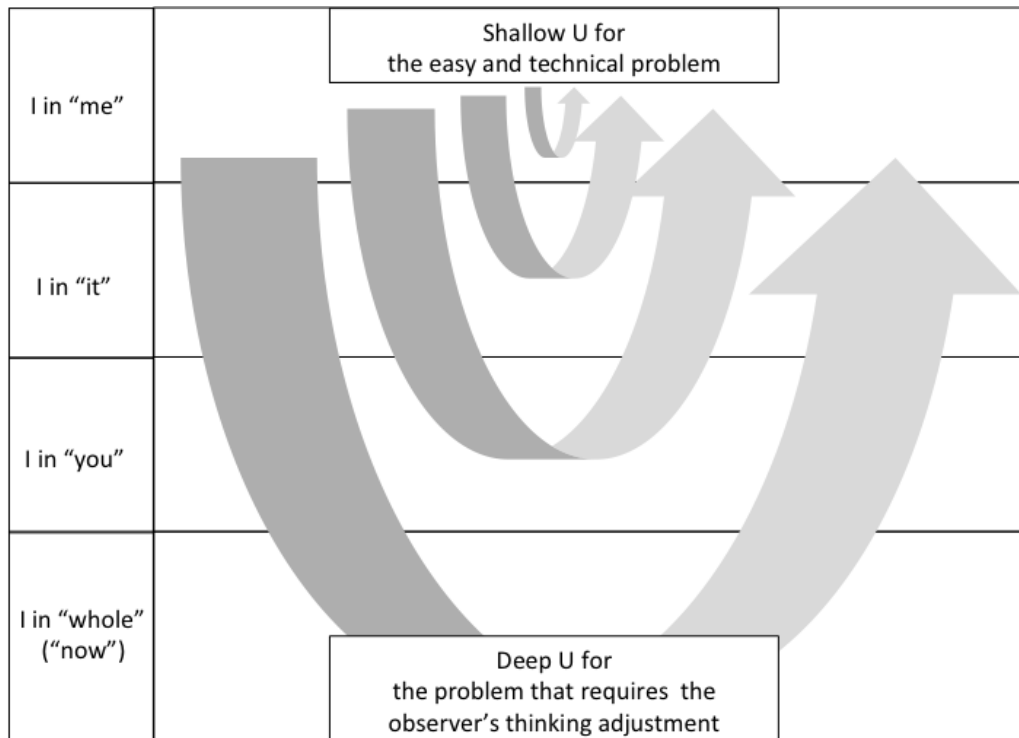 Shallow U for
the easy and technical problem
I in “me”
I in “it”
I in “you”
I in “whole”
(“now”)
Deep U for
the problem that requires the
observer’s thinking adjustment